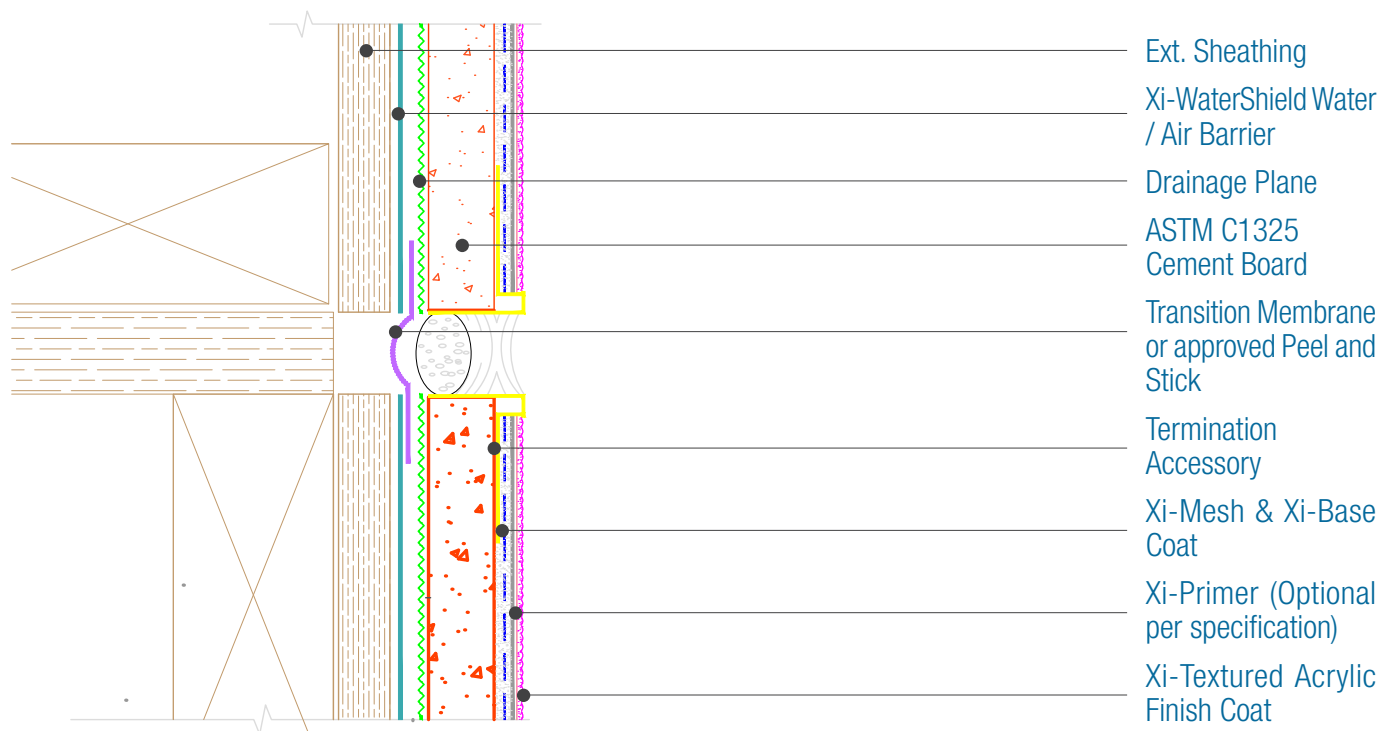 Ext. Sheathing
Xi-WaterShield Water
/ Air Barrier
Drainage Plane
ASTM C1325
Cement Board
Transition Membrane
or approved Peel and
Stick
Termination
Accessory
Xi-Mesh & Xi-Base
Coat
Xi-Primer (Optional
per specification)
Xi-Textured Acrylic
Finish Coat